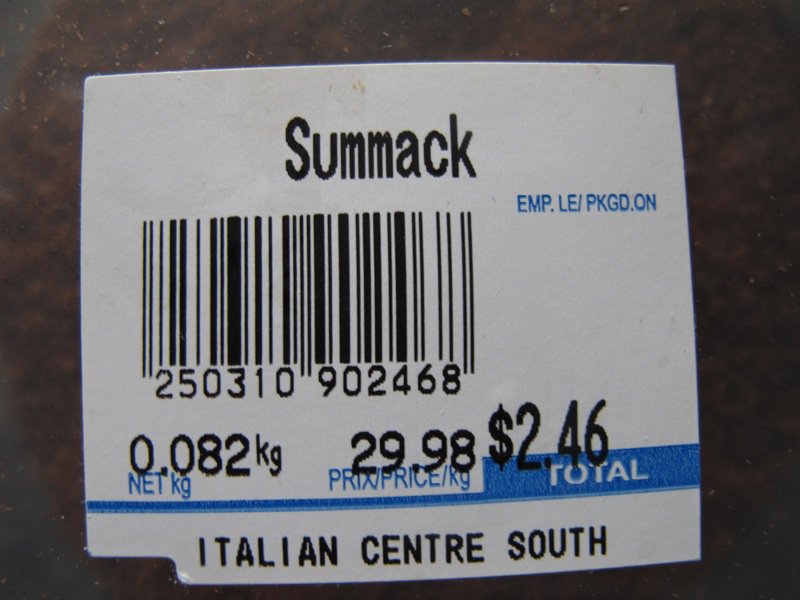 Summack
EMP. LE/ PKGD.ON
250310 902468
0.082kg 29.98 $2.46
NET kg PRIX/PRICE/kg TOTAL
ITALIAN CENTRE SOUTH